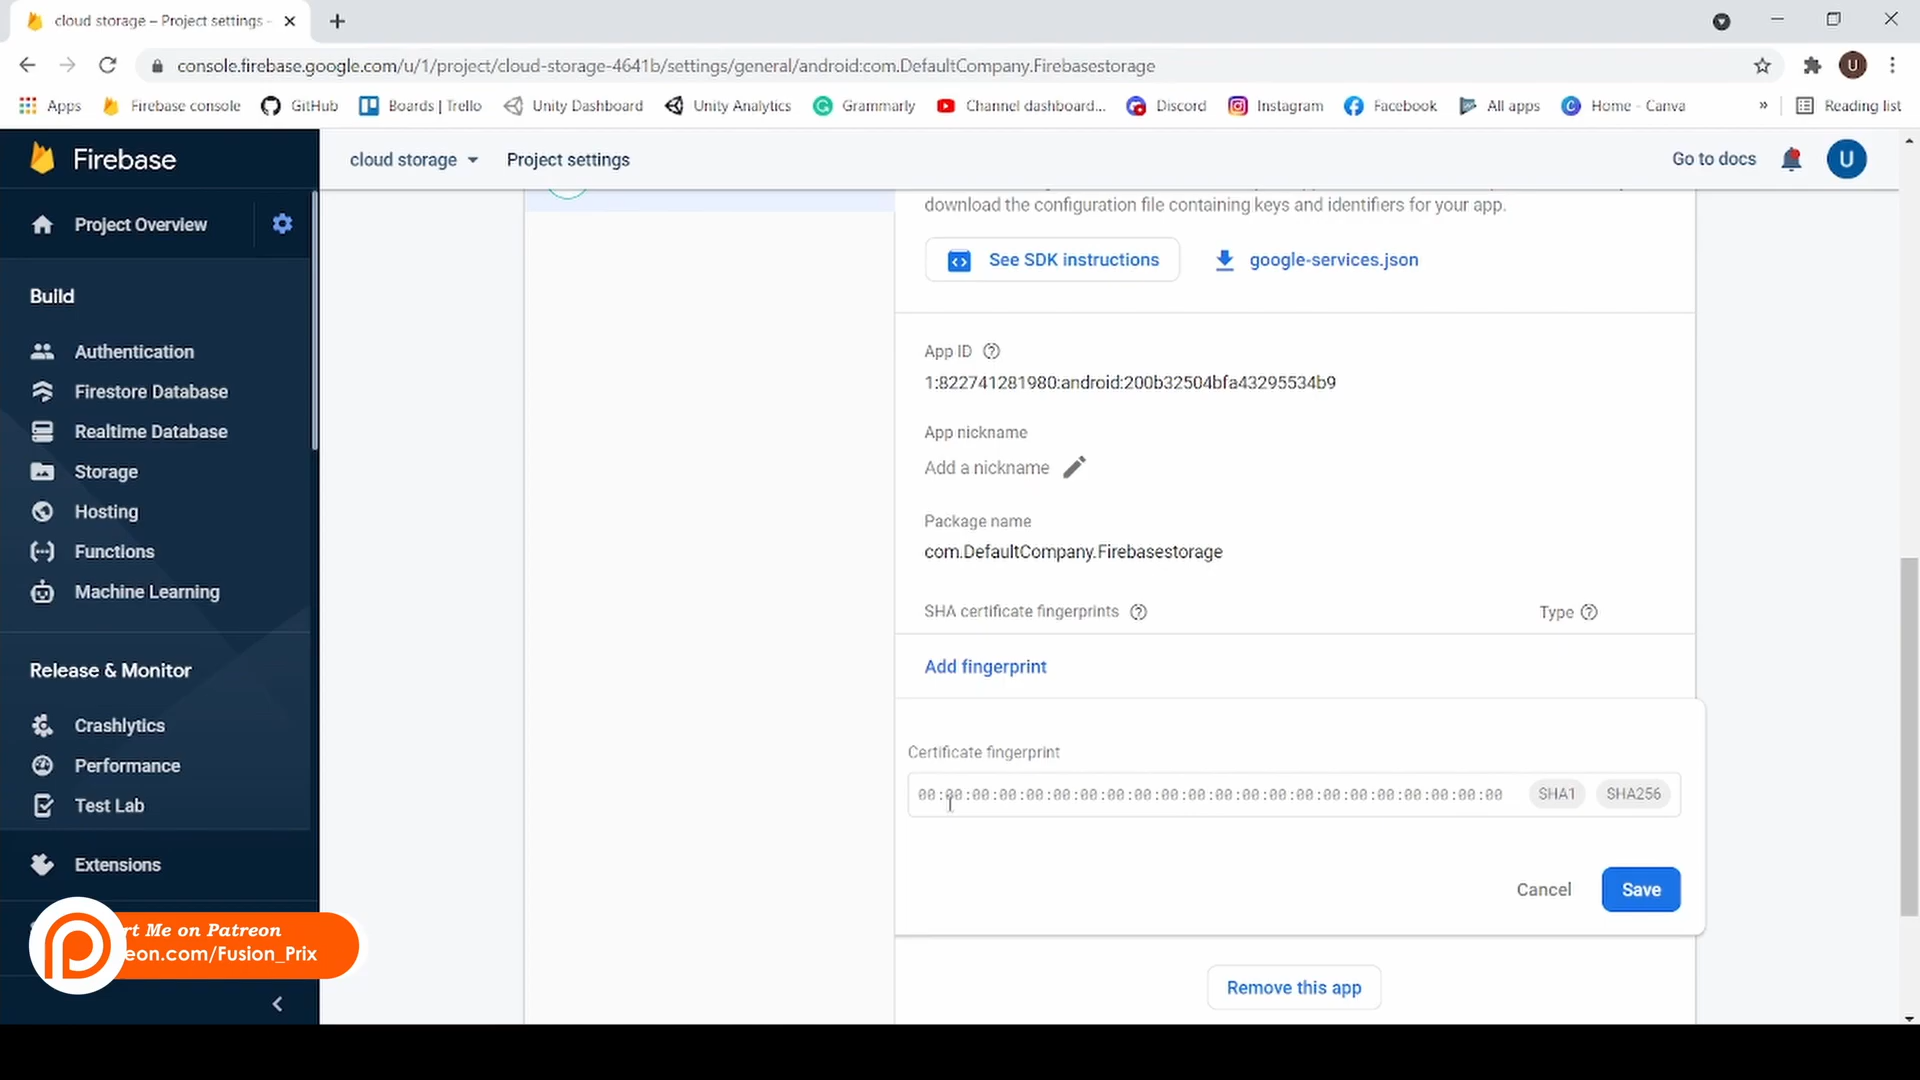 cloud storage – Project settings -
console.firebase.google.com/u/1/project/cloud-storage-4641b/settings/general/android:com.DefaultCompany.Firebasestorage
U
Apps
Firebase console
GitHub
Boards | Trello
Unity Dashboard
Unity Analytics
Grammarly
Channel dashboard...
Discord
Instagram
Facebook
All apps
Home - Canva
»
Reading list
Firebase
cloud storage
Project settings
Go to docs
U
Project Overview
Build
Authentication
Firestore Database
Realtime Database
Storage
Hosting
Functions
Machine Learning
Release & Monitor
Crashlytics
Performance
Test Lab
Extensions
rt Me on Patreon
eon.com/Fusion_Prix
download the configuration file containing keys and identifiers for your app.
See SDK instructions
google-services.json
App ID
1:822741281980:android:200b32504bfa43295534b9
App nickname
Add a nickname
Package name
com.DefaultCompany.Firebasestorage
SHA certificate fingerprints
Type
Add fingerprint
Certificate fingerprint
00:00:00:00:00:00:00:00:00:00:00:00:00:00:00:00:00:00:00:00:00:00
SHA1
SHA256
Cancel
Save
Remove this app